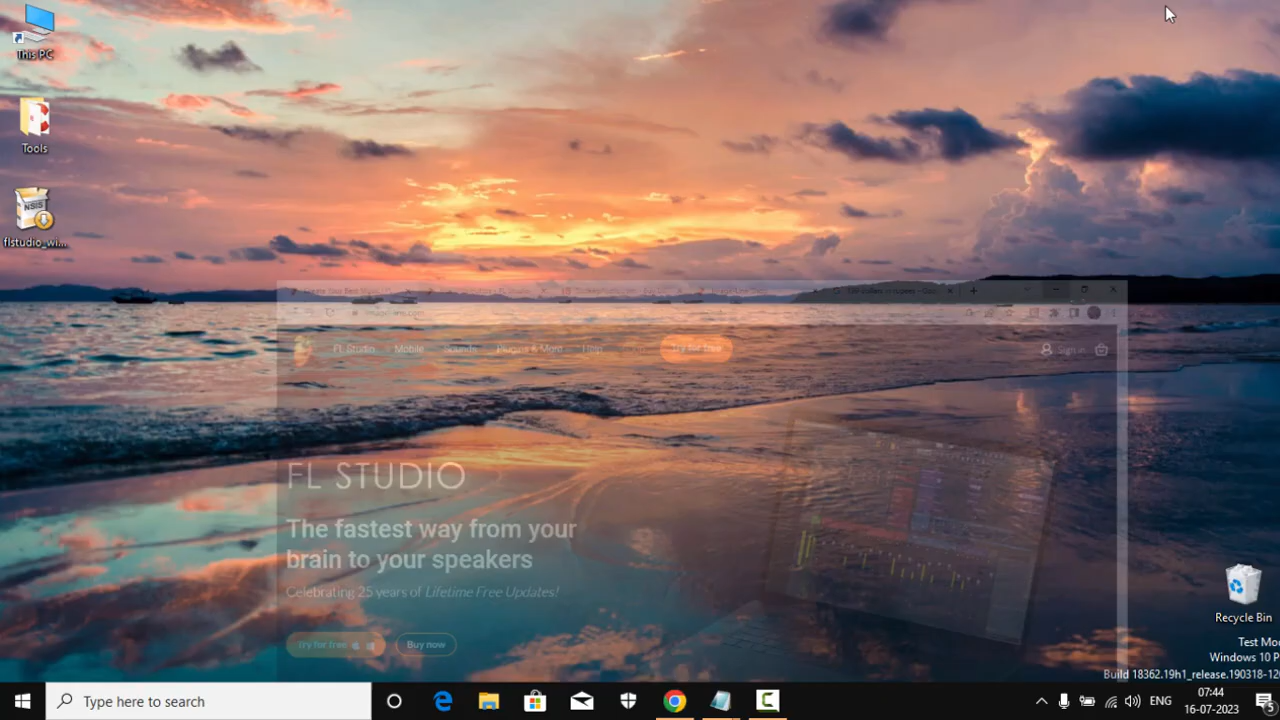 This PC
Tools
flstudio_wi...
FL Studio Mobile Sounds Plugins & More Help
Try for free
Sign in
FL STUDIO
The fastest way from your
brain to your speakers
Celebrating 25 years of Lifetime Free Updates!
Try for free
Buy now
Recycle Bin
Test Mo
Windows 10 P
Build 18362.19h1_release.190318-12
Type here to search
ENG
07:44
16-07-2023
5